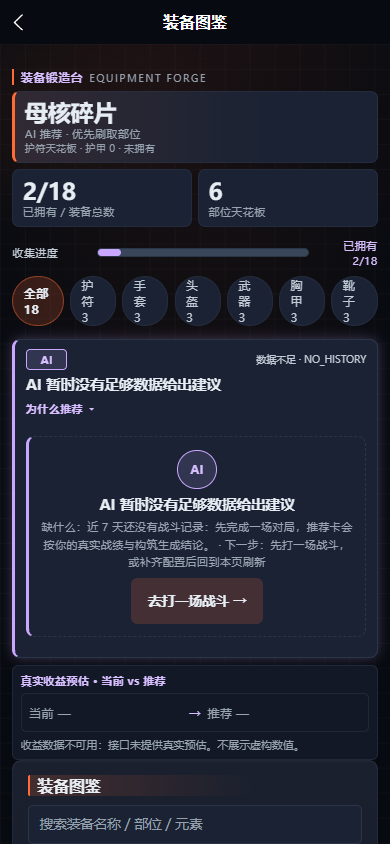 装备图鉴
装备锻造台 EQUIPMENT FORGE
母核碎片
AI 推荐 · 优先刷取部位
护符天花板 · 护甲 0 · 未拥有
2/18
已拥有 / 装备总数
6
部位天花板
收集进度
已拥有
2/18
全部
18
护符
3
手套
3
头盔
3
武器
3
胸甲
3
靴子
3
AI
数据不足 · NO_HISTORY
AI 暂时没有足够数据给出建议
为什么推荐
AI
AI 暂时没有足够数据给出建议
缺什么：近 7 天还没有战斗记录：先完成一场对局，推荐卡会
按你的真实战绩与构筑生成结论。 · 下一步：先打一场战斗，
或补齐配置后回到本页刷新
去打一场战斗 →
真实收益预估 • 当前 vs 推荐
当前 —
→ 推荐 —
收益数据不可用：接口未提供真实预估。不展示虚构数值。
装备图鉴
搜索装备名称 / 部位 / 元素